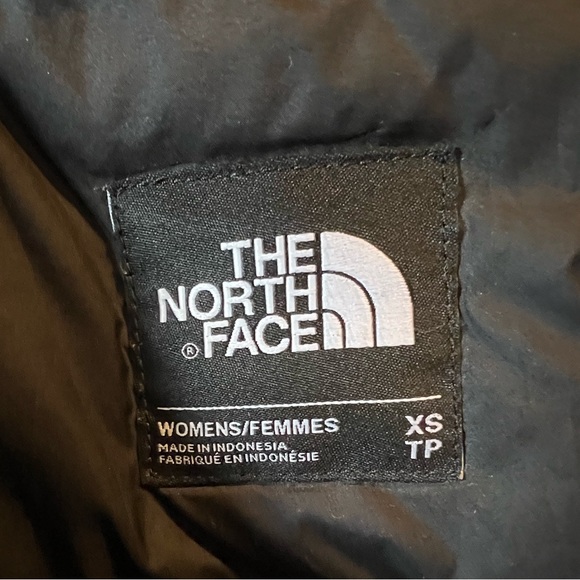 THE
NORTH
® FACE
WOMENS/FEMMES XS
MADE IN INDONESIA TP
FABRIQUÉ EN INDONÉSIE